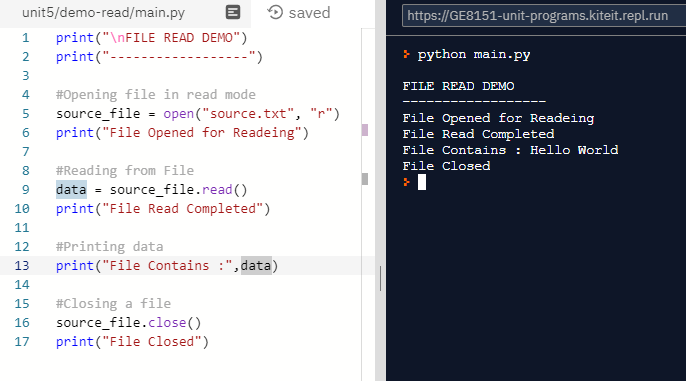 unit5/demo-read/main.py saved
1 print("\nFILE READ DEMO")
2 print("------------------")
3
4 #Opening file in read mode
5 source_file = open("source.txt", "r")
6 print("File Opened for Readeing")
7
8 #Reading from File
9 data = source_file.read()
10 print("File Read Completed")
11
12 #Printing data
13 print("File Contains :",data)
14
15 #Closing a file
16 source_file.close()
17 print("File Closed")
https://GE8151-unit-programs.kiteit.repl.run
python main.py
FILE READ DEMO
------------------
File Opened for Readeing
File Read Completed
File Contains : Hello World
File Closed